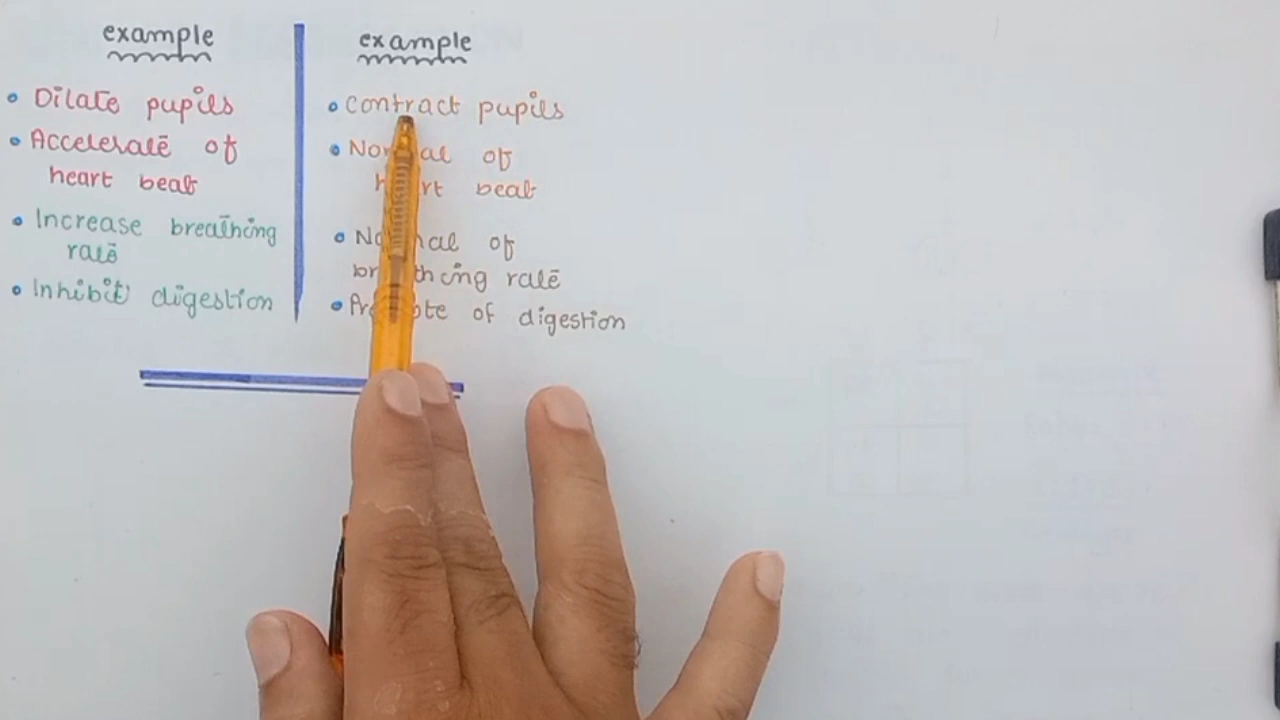 example
• Dilate pupils
• Accelerate of
heart beat
• Increase breathing
rate
• Inhibit digestion
example
• Contract pupils
of
beat
of
rate
of digestion